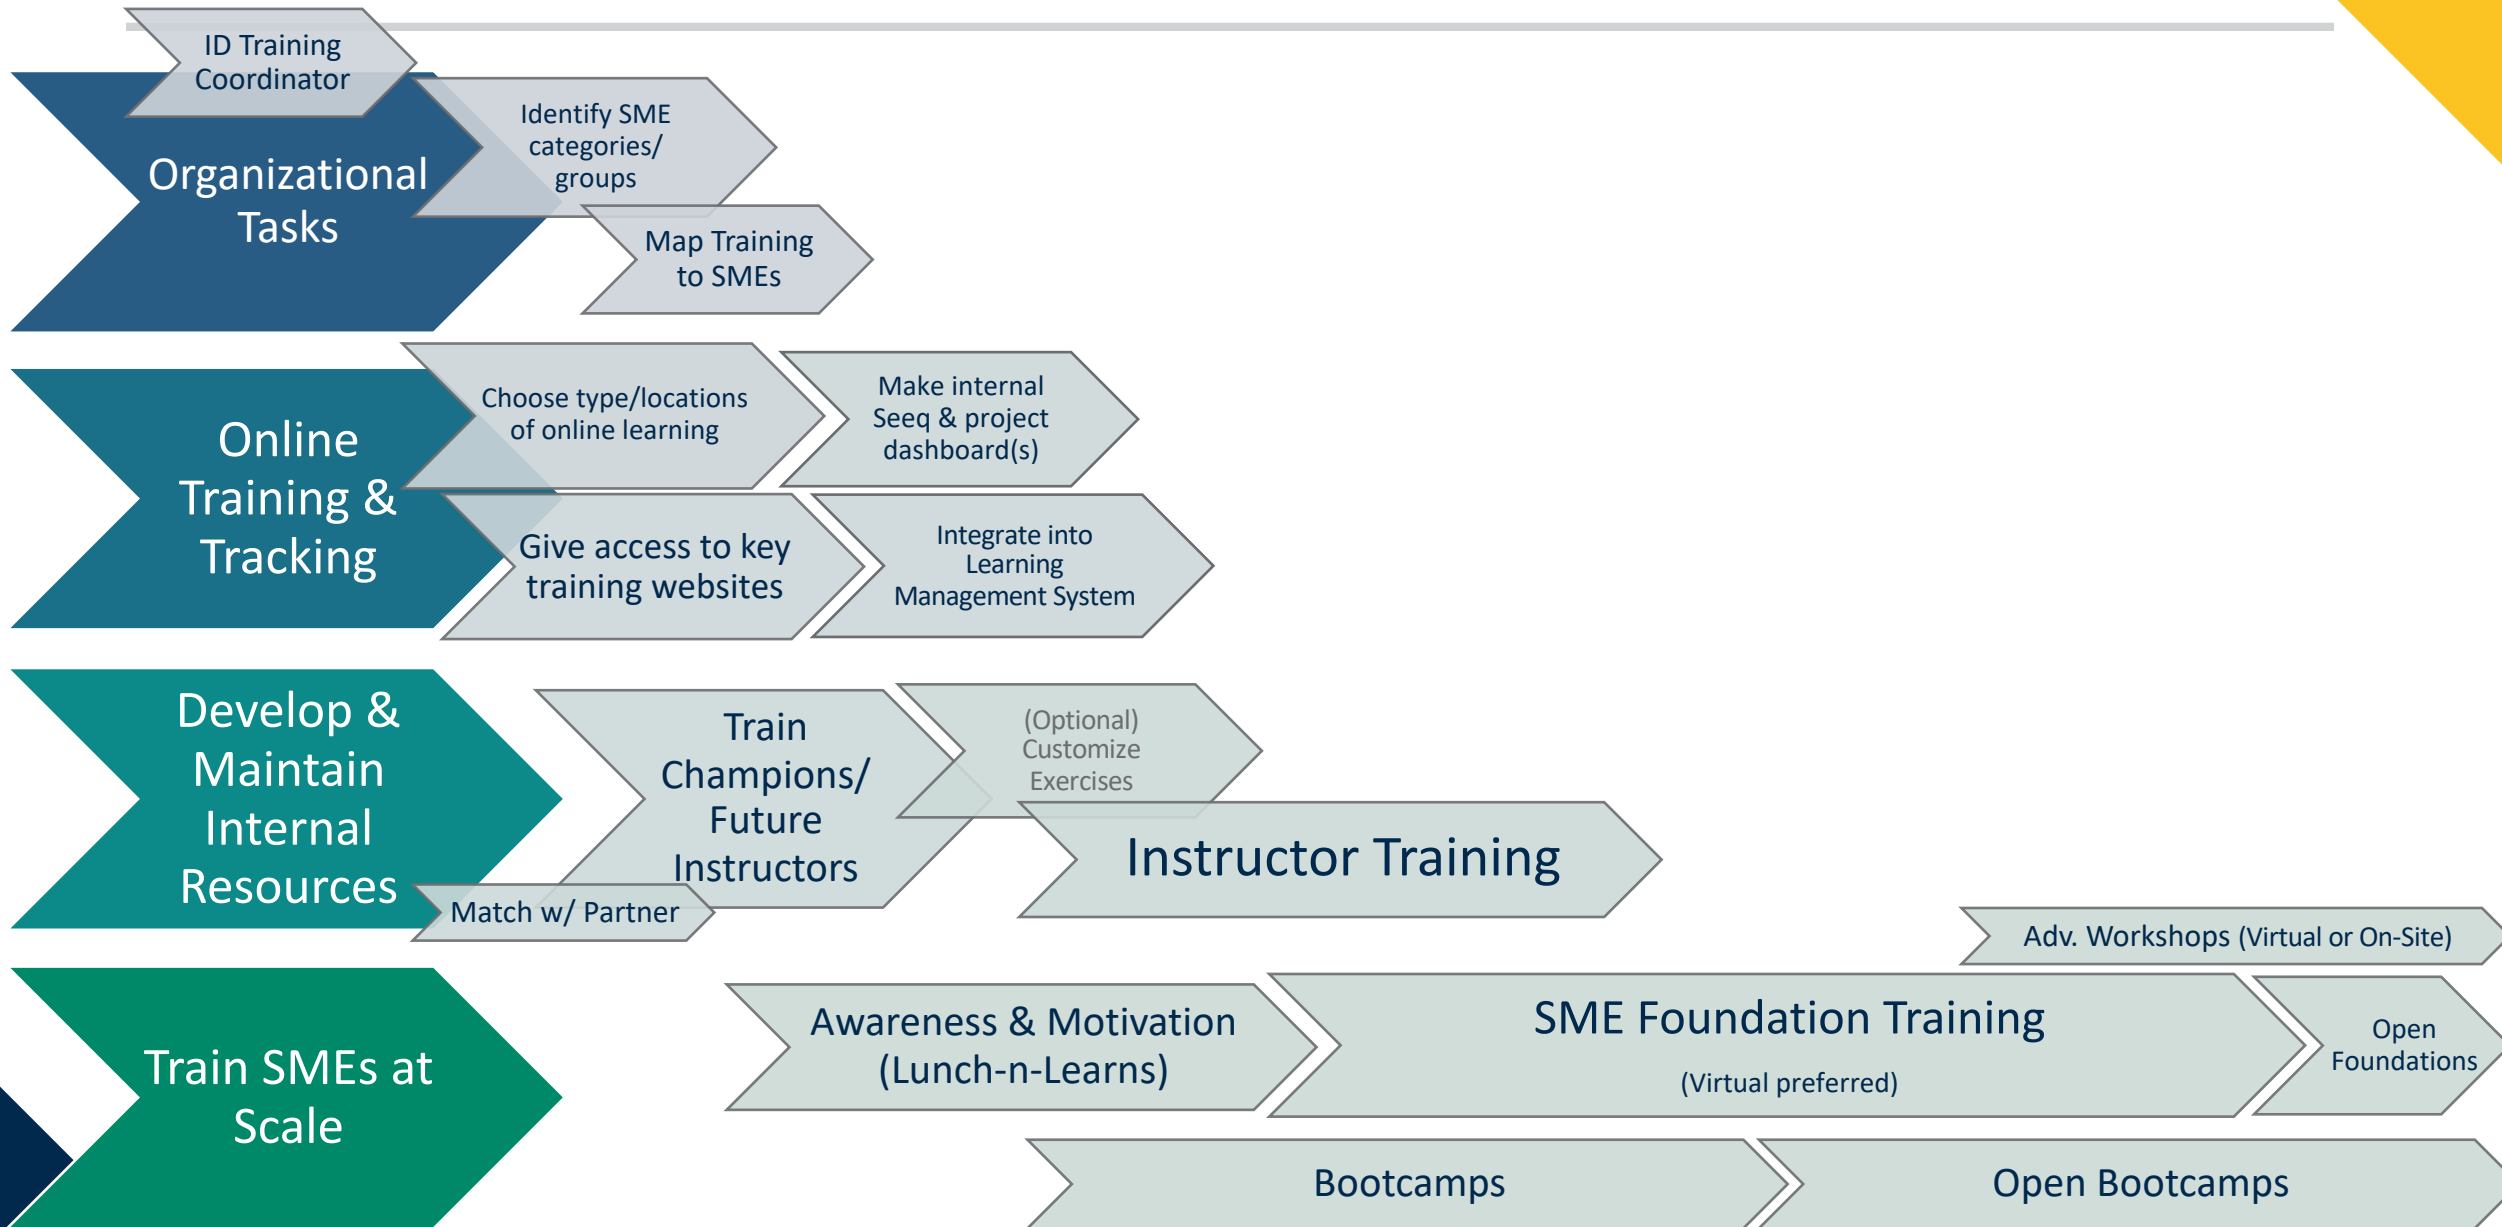 ID Training
Coordinator
Identify SME
categories/
groups
Organizational
Tasks
Map Training
to SMEs
Choose type/locations
of online learning
Make internal
Seeq & project
dashboard(s)
Online
Training &
Tracking
Give access to key
training websites
Integrate into
Learning
Management System
Develop &
Maintain
Internal
Resources
Train
Champions/
Future
Instructors
(Optional)
Customize
Exercises
Instructor Training
Match w/ Partner
Adv. Workshops (Virtual or On-Site)
Train SMEs at
Scale
Awareness & Motivation
(Lunch-n-Learns)
SME Foundation Training
(Virtual preferred)
Open
Foundations
Bootcamps
Open Bootcamps